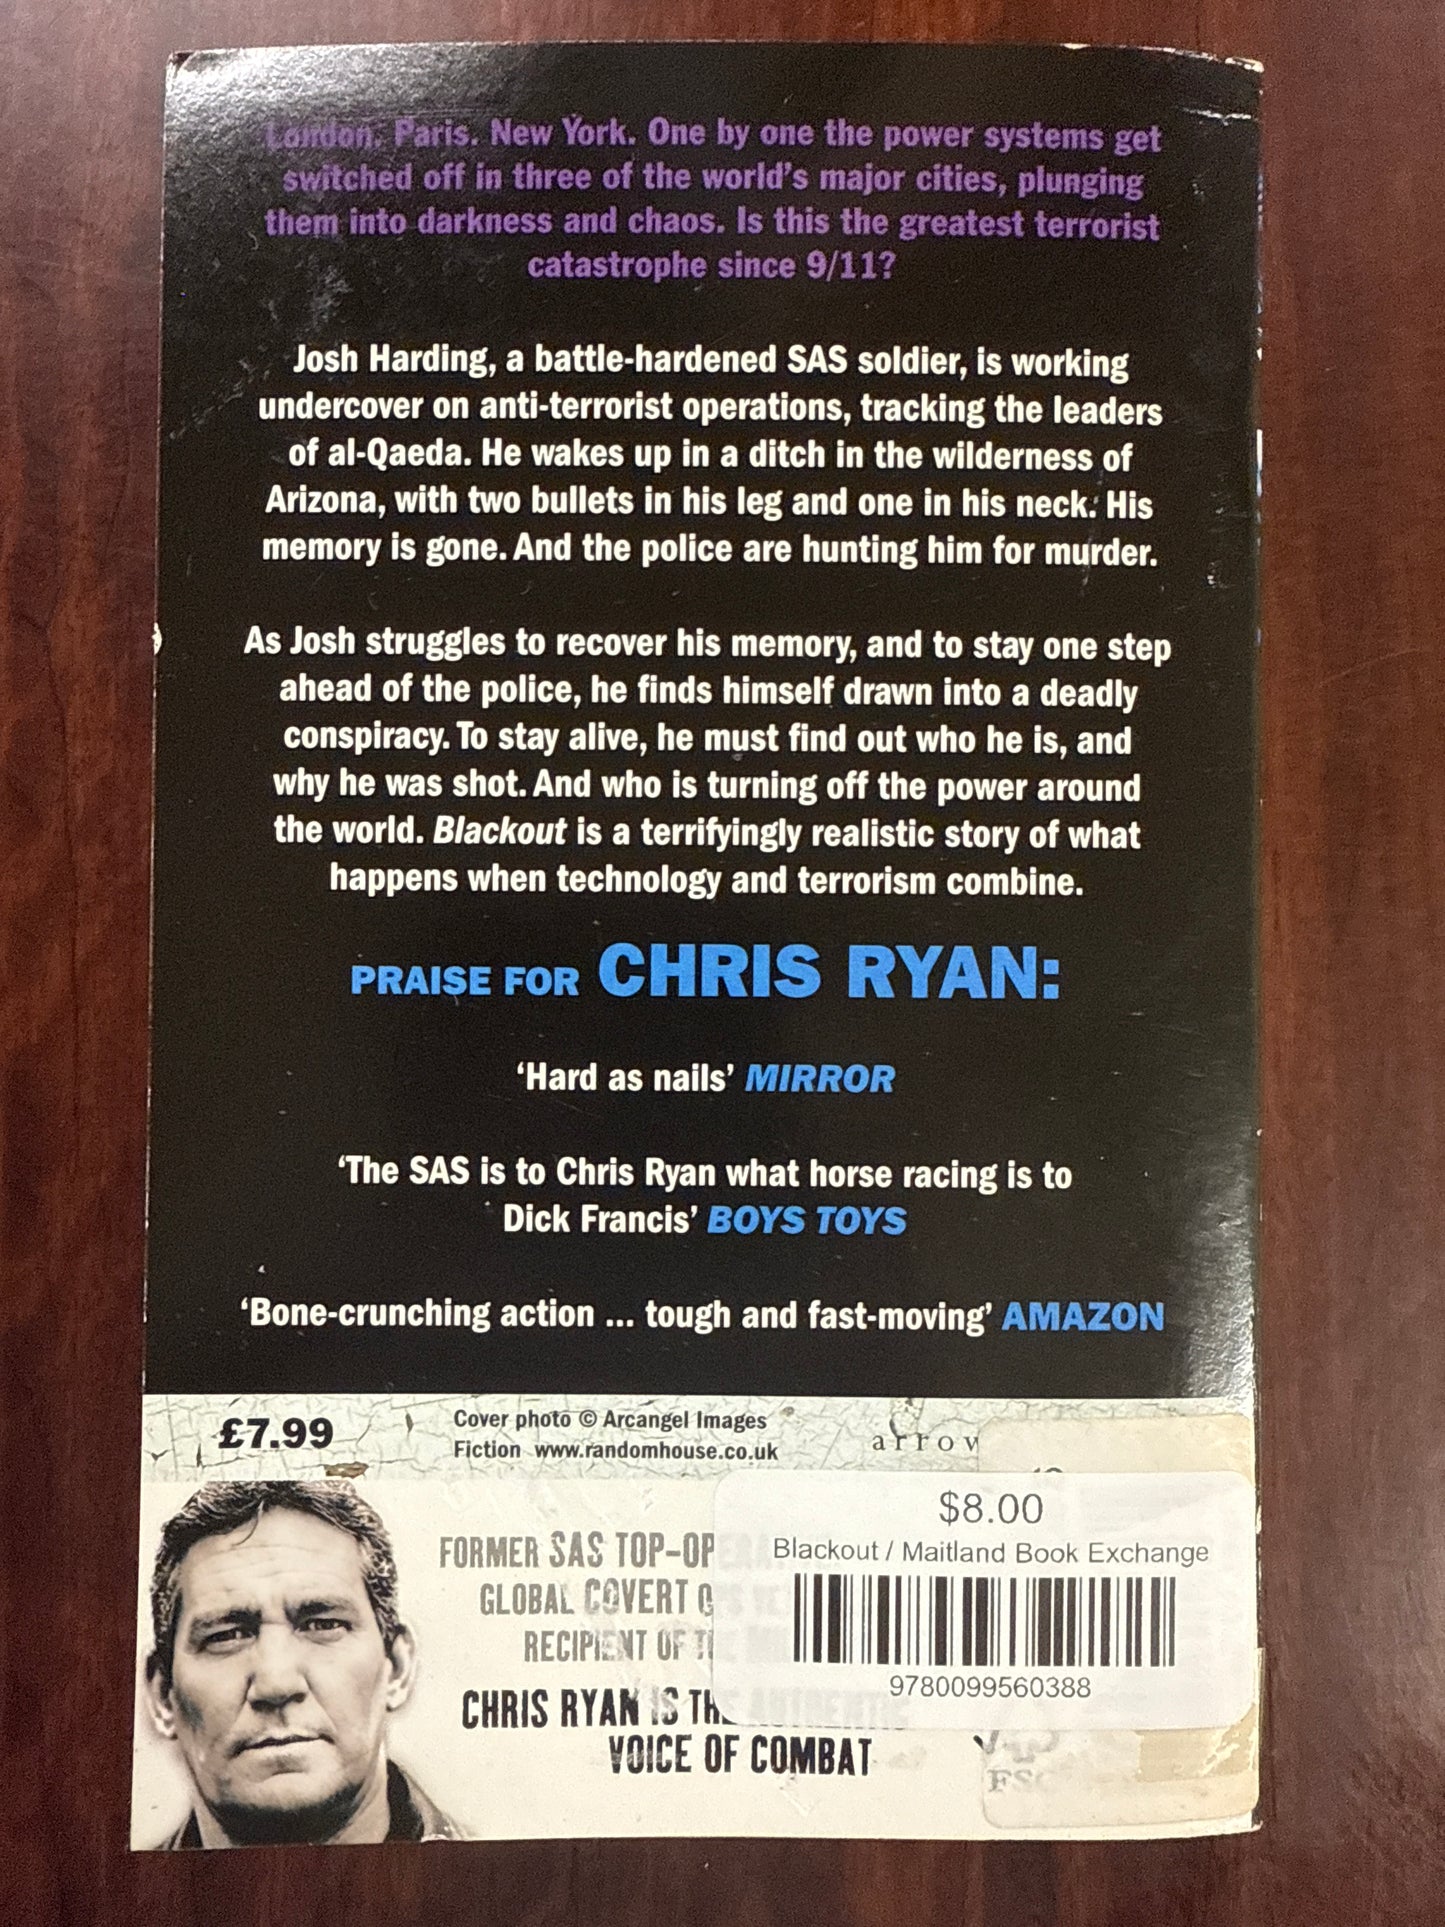 London. Paris. New York. One by one the power systems get
switched off in three of the world's major cities, plunging
them into darkness and chaos. Is this the greatest terrorist
catastrophe since 9/11?
Josh Harding, a battle-hardened SAS soldier, is working
undercover on anti-terrorist operations, tracking the leaders
of al-Qaeda. He wakes up in a ditch in the wilderness of
Arizona, with two bullets in his leg and one in his neck. His
memory is gone. And the police are hunting him for murder.
As Josh struggles to recover his memory, and to stay one step
ahead of the police, he finds himself drawn into a deadly
conspiracy. To stay alive, he must find out who he is, and
why he was shot. And who is turning off the power around
the world. Blackout is a terrifyingly realistic story of what
happens when technology and terrorism combine.
PRAISE FOR CHRIS RYAN:
'Hard as nails' MIRROR
'The SAS is to Chris Ryan what horse racing is to
Dick Francis' BOYS TOYS
'Bone-crunching action ... tough and fast-moving' AMAZON
£7.99
Cover photo © Arcangel Images
Fiction www.randomhouse.co.uk
arrow
FORMER SAS TOP-OP
GLOBAL COVERT
RECIPIENT OF
CHRIS RYAN IS THE AUTHENTIC
VOICE OF COMBAT
$8.00
Blackout / Maitland Book Exchange
9780099560388